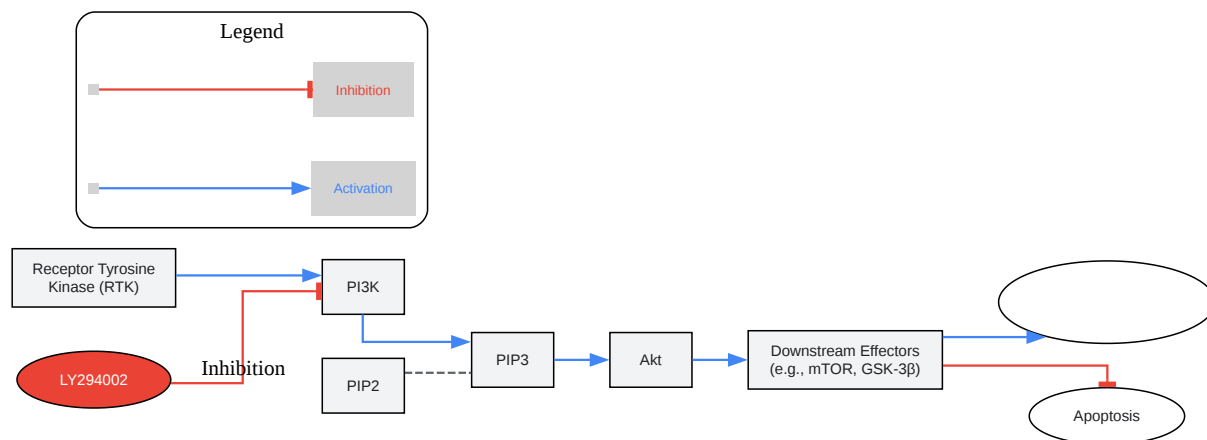 Legend
Inhibition
Activation
Receptor Tyrosine
Kinase (RTK)
PI3K
LY294002
Inhibition
PIP2
PIP3
Akt
Downstream Effectors
(e.g., mTOR, GSK-3β)
Apoptosis